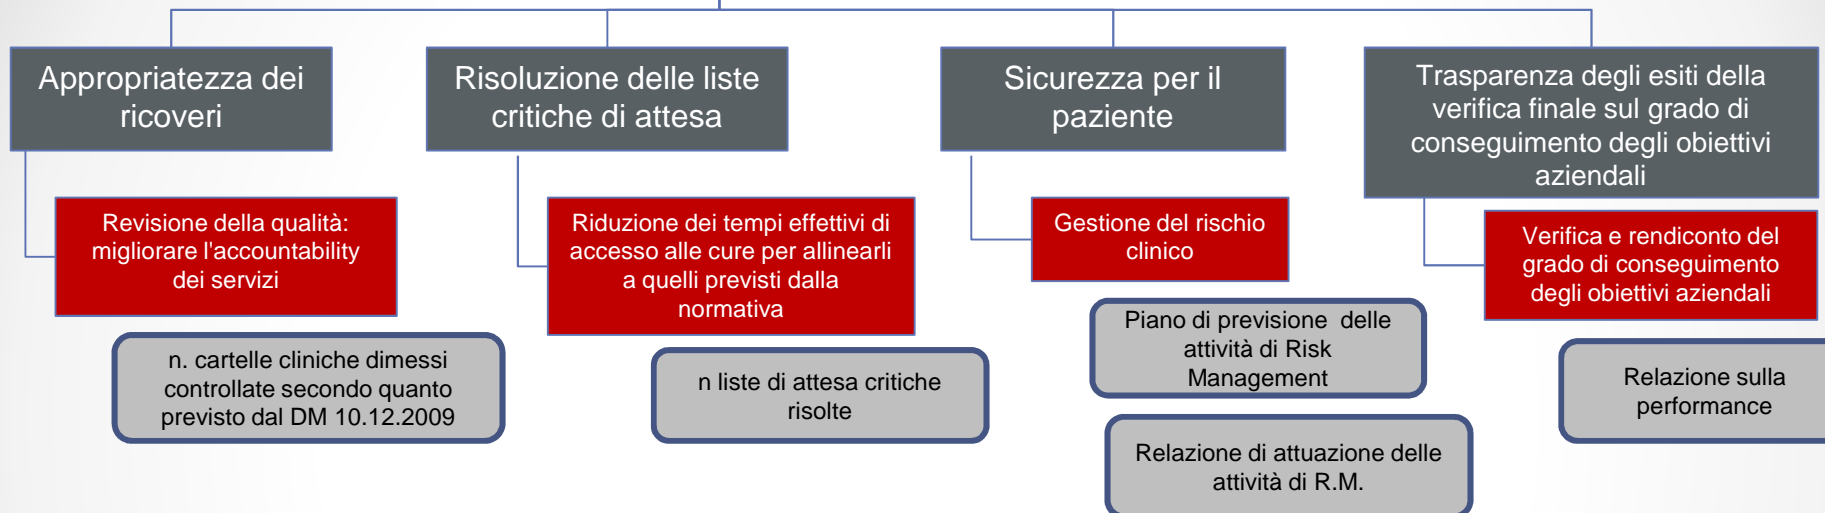 Appropriatezza dei
ricoveri
Risoluzione delle liste
critiche di attesa
Sicurezza per il
paziente
Trasparenza degli esiti della
verifica finale sul grado di
conseguimento degli obiettivi
aziendali
Revisione della qualità:
migliorare l'accountability
dei servizi
Riduzione dei tempi effettivi di
accesso alle cure per allinearli
a quelli previsti dalla
normativa
Gestione del rischio
clinico
Verifica e rendiconto del
grado di conseguimento
degli obiettivi aziendali
n. cartelle cliniche dimessi
controllate secondo quanto
previsto dal DM 10.12.2009
n liste di attesa critiche
risolte
Piano di previsione delle
attività di Risk
Management
Relazione sulla
performance
Relazione di attuazione delle
attività di R.M.